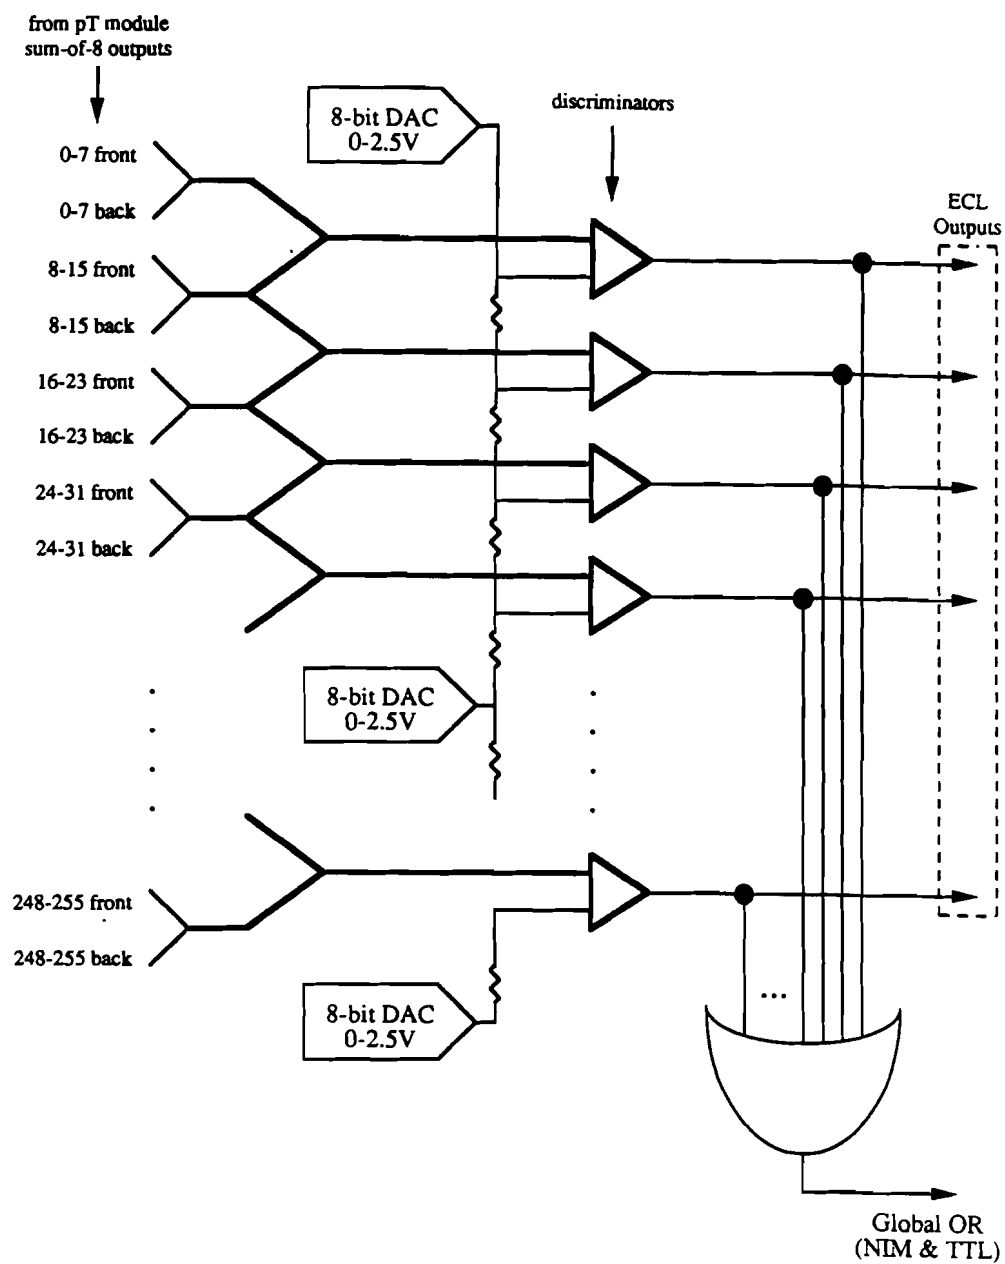 from pT module
sum-of-8 outputs
8-bit DAC
0-2.5V
discriminators
0-7 front
0-7 back
ECL
Outputs
8-15 front
8-15 back
16-23 front
16-23 back
24-31 front
24-31 back
8-bit DAC
0-2.5V
248-255 front
248-255 back
...
8-bit DAC
0-2.5V
Global OR
(NIM & TTL)